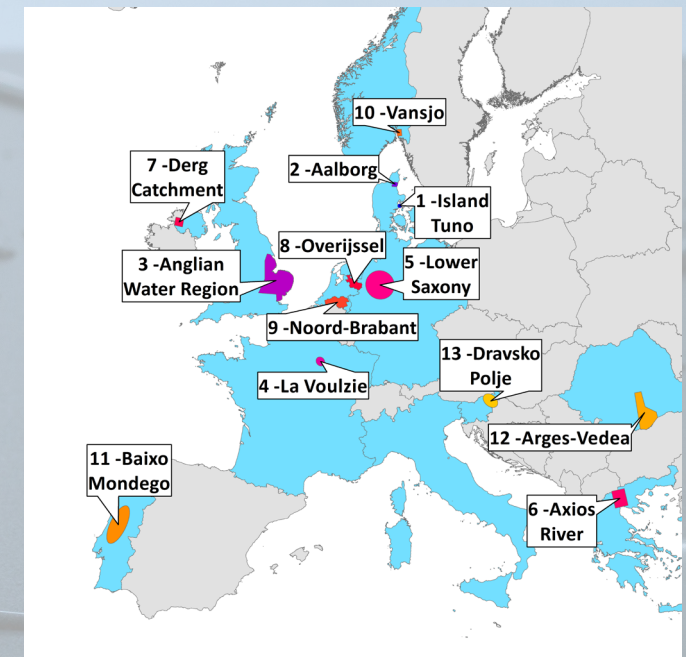 10 -Vansjo
7 -Derg
Catchment
2 -Aalborg
1 -Island
Tuno
8 -Overijssel
3 -Anglian
Water Region
5 -Lower
Saxony
9 -Noord-Brabant
13 -Dravsko
Polje
4 -La Voulzie
12 -Arges-Vedea
11 -Baixo
Mondego
6 -Axios
River